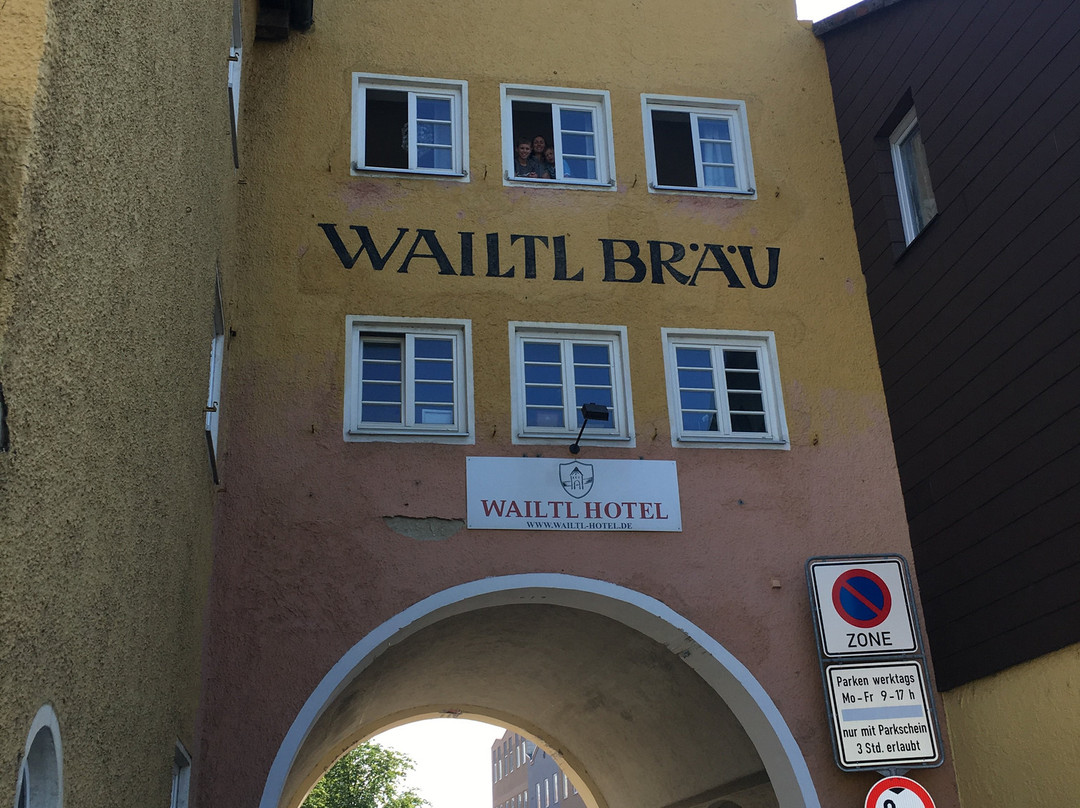 WAILTL BRÄU
WAILTL HOTEL
WWW.WAILTL-HOTEL.DE
ZONE
Parken werktags
Mo-Fr 9-17 h
nur mit Parkschein
3 Std. erlaubt